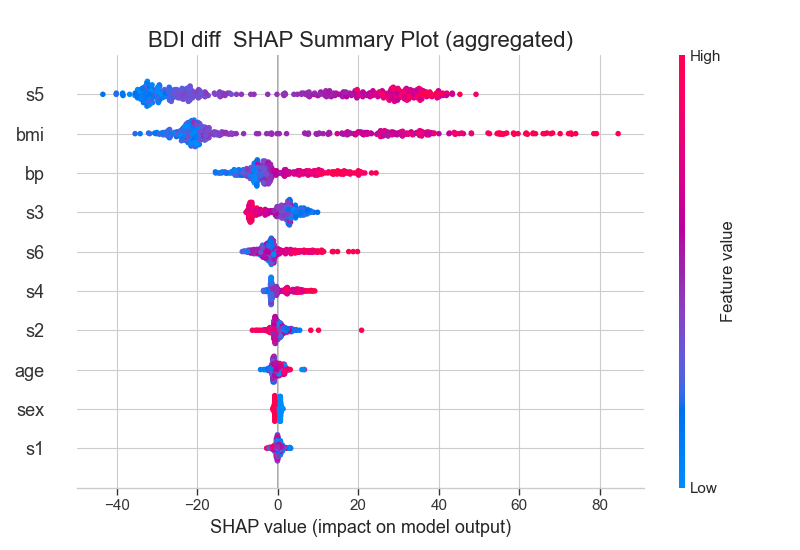 BDI diff  SHAP Summary Plot (aggregated)
High
s5
bmi
bp
s3
s6
s4
s2
age
sex
s1
Feature value
Low
−40 −20 0 20 40 60 80
SHAP value (impact on model output)